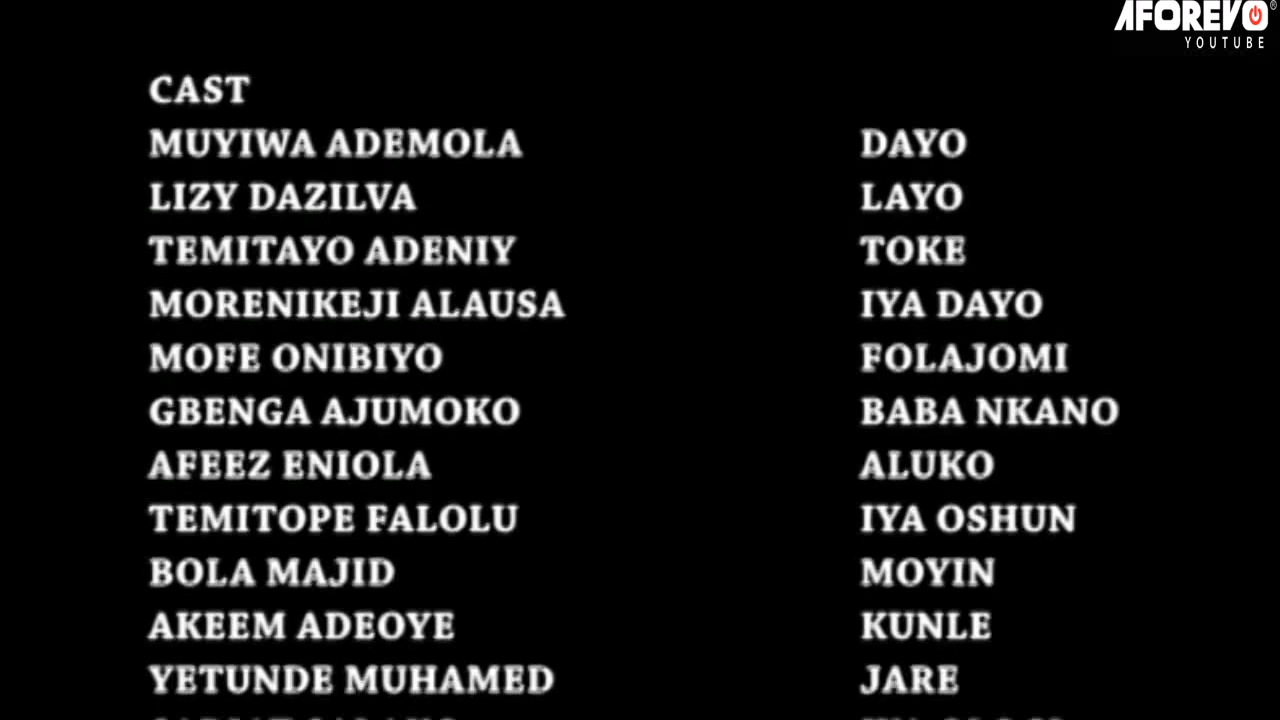 AFOREVO®
YOUTUBE
CAST
MUYIWA ADEMOLA DAYO
LIZY DAZILVA LAYO
TEMITAYO ADENIY TOKE
MORENIKEJI ALAUSA IYA DAYO
MOFE ONIBIYO FOLAJOMI
GBENGA AJUMOKO BABA NKANO
AFEEZ ENIOLA ALUKO
TEMITOPE FALOLU IYA OSHUN
BOLA MAJID MOYIN
AKEEM ADEOYE KUNLE
YETUNDE MUHAMED JARE